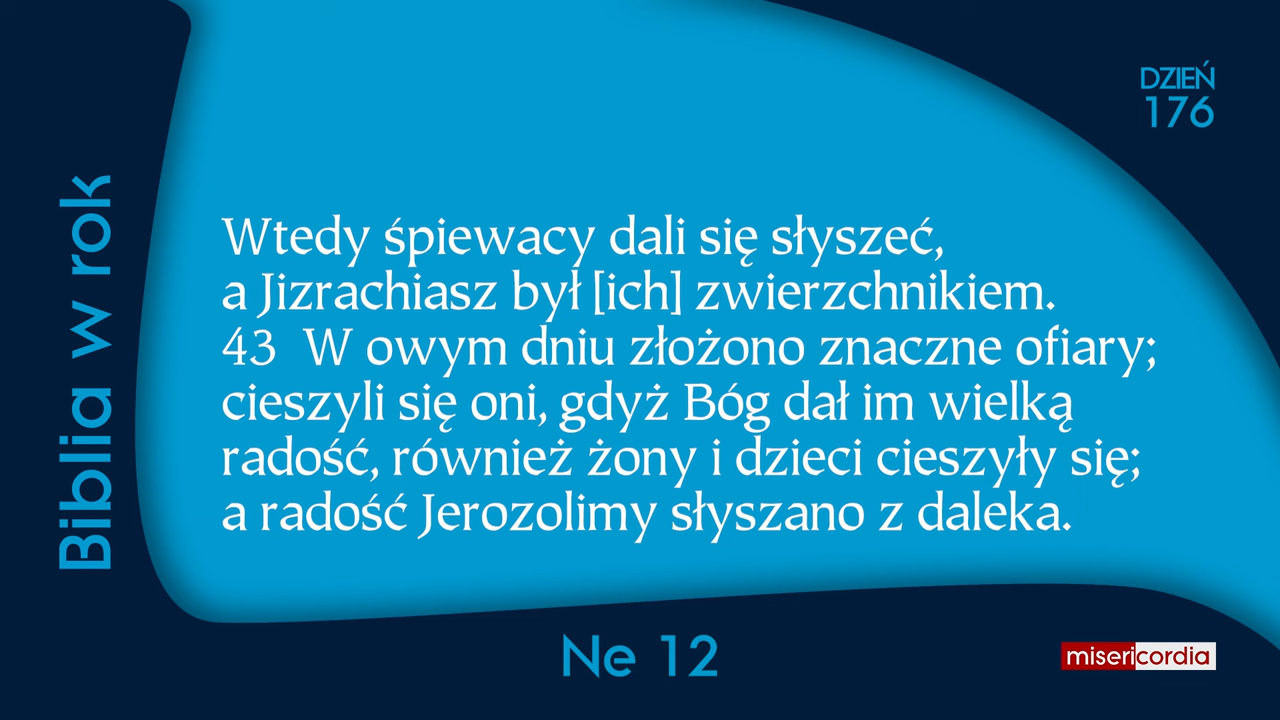 DZIEŃ
176
Biblia w rok
Wtedy śpiewacy dali się słyszeć,
a Jizrachiasz był [ich] zwierzchnikiem.
43 W owym dniu złożono znaczne ofiary;
cieszyli się oni, gdyż Bóg dał im wielką
radość, również żony i dzieci cieszyły się;
a radość Jerozolimy słyszano z daleka.
Ne 12
misericordia